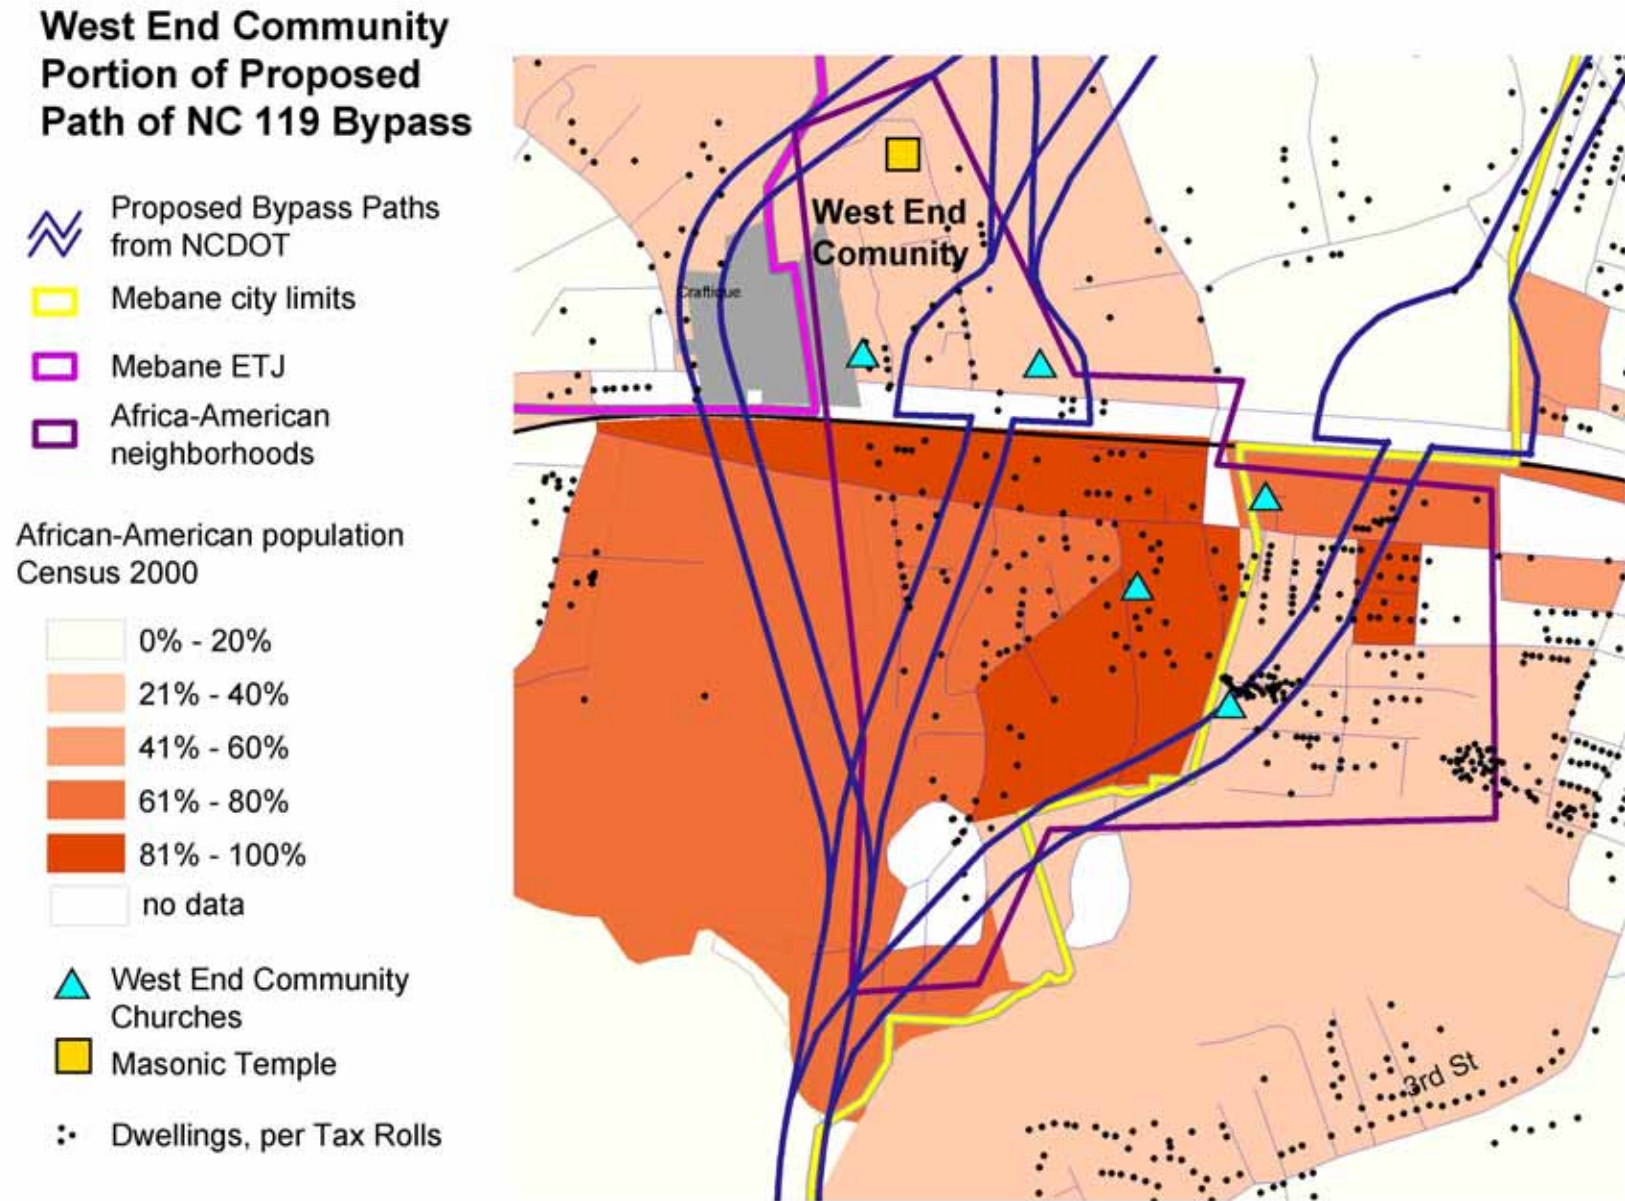 West End Community
Portion of Proposed
Path of NC 119 Bypass
Proposed Bypass Paths
from NCDOT
Mebane city limits
Mebane ETJ
Africa-American
neighborhoods
African-American population
Census 2000
0% - 20%
21% - 40%
41% - 60%
61% - 80%
81% - 100%
no data
West End Community
Churches
Masonic Temple
Dwellings, per Tax Rolls
West End
Comunity
Craftique
3rd St